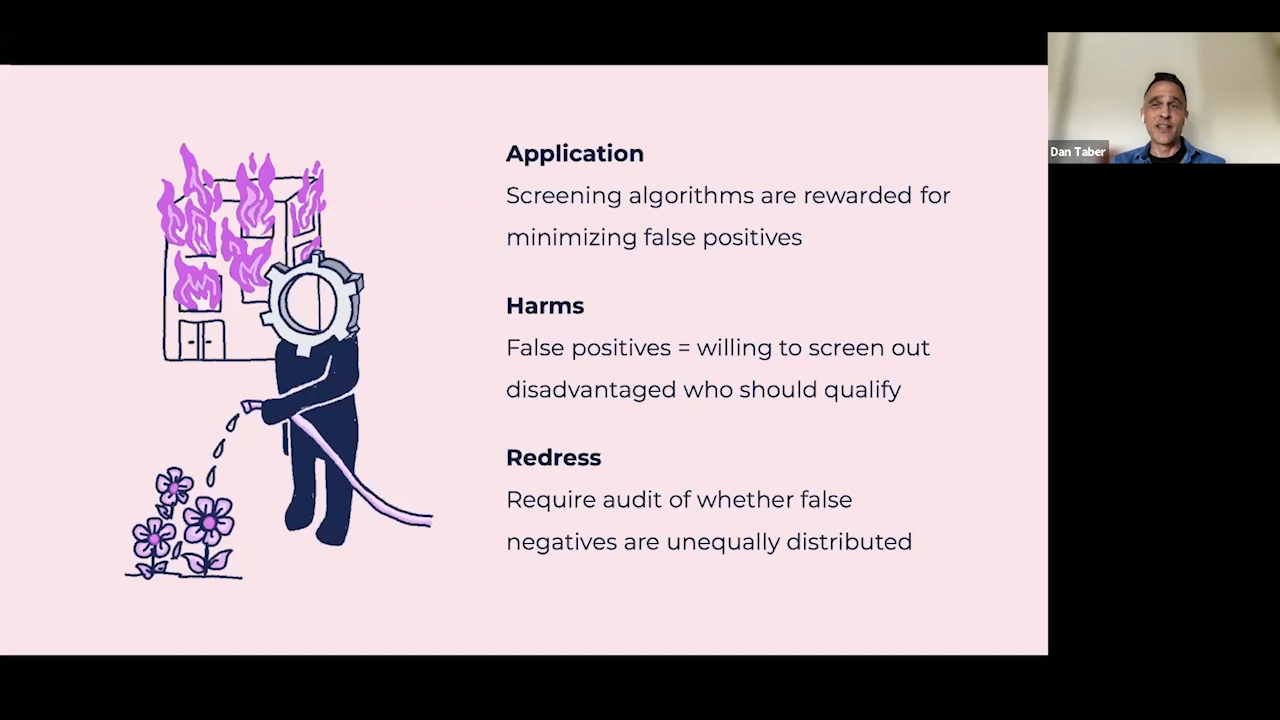 Application
Screening algorithms are rewarded for
minimizing false positives
Harms
False positives = willing to screen out
disadvantaged who should qualify
Redress
Require audit of whether false
negatives are unequally distributed
Dan Taber